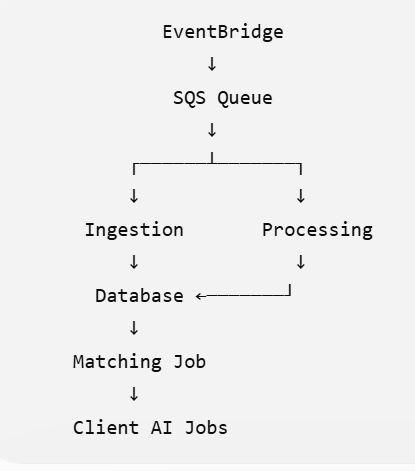 EventBridge
SQS Queue
Ingestion Processing
Database
Matching Job
Client AI Jobs